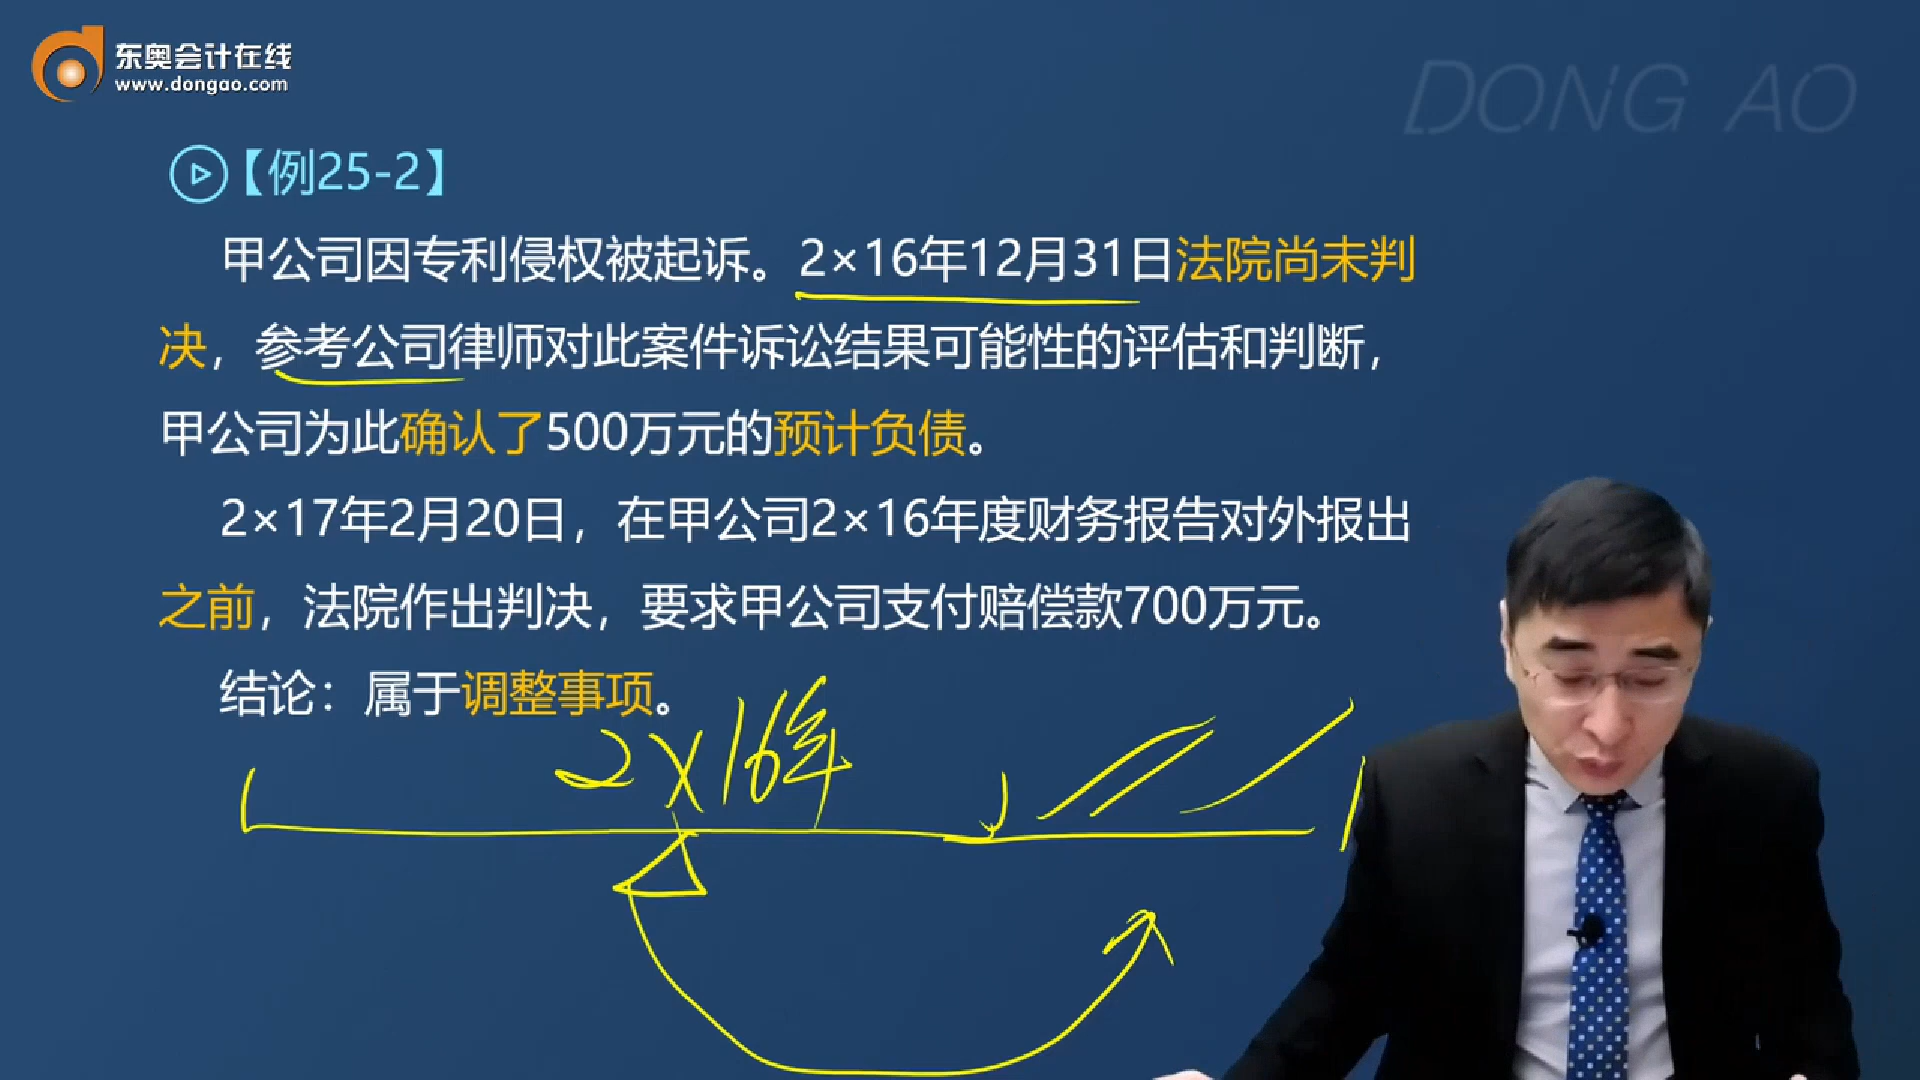 东奥会计在线
www.dongao.com
DONG AO
【例25-2】
甲公司因专利侵权被起诉。2×16年12月31日法院尚未判
决，参考公司律师对此案件诉讼结果可能性的评估和判断，
甲公司为此确认了500万元的预计负债。
2×17年2月20日，在甲公司2×16年度财务报告对外报出
之前，法院作出判决，要求甲公司支付赔偿款700万元。
结论：属于调整事项。
2×16年